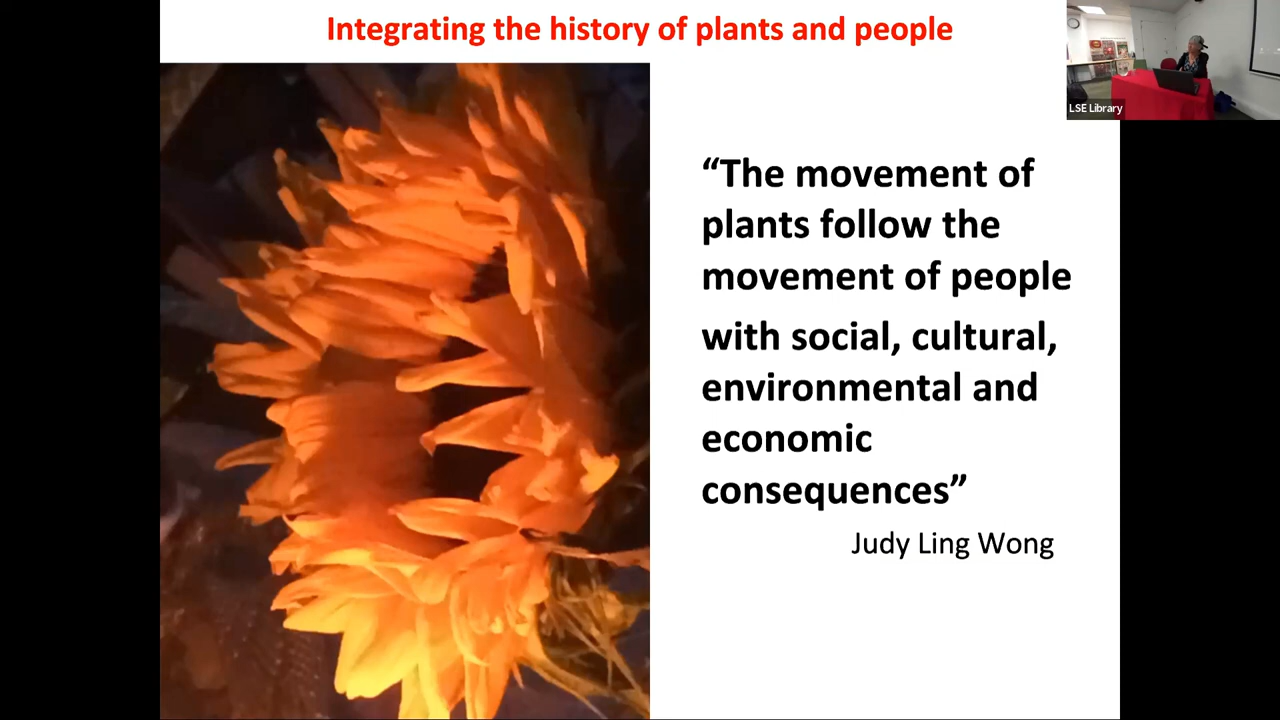 Integrating the history of plants and people
LSE Library
“The movement of
plants follow the
movement of people
with social, cultural,
environmental and
economic
consequences”
Judy Ling Wong